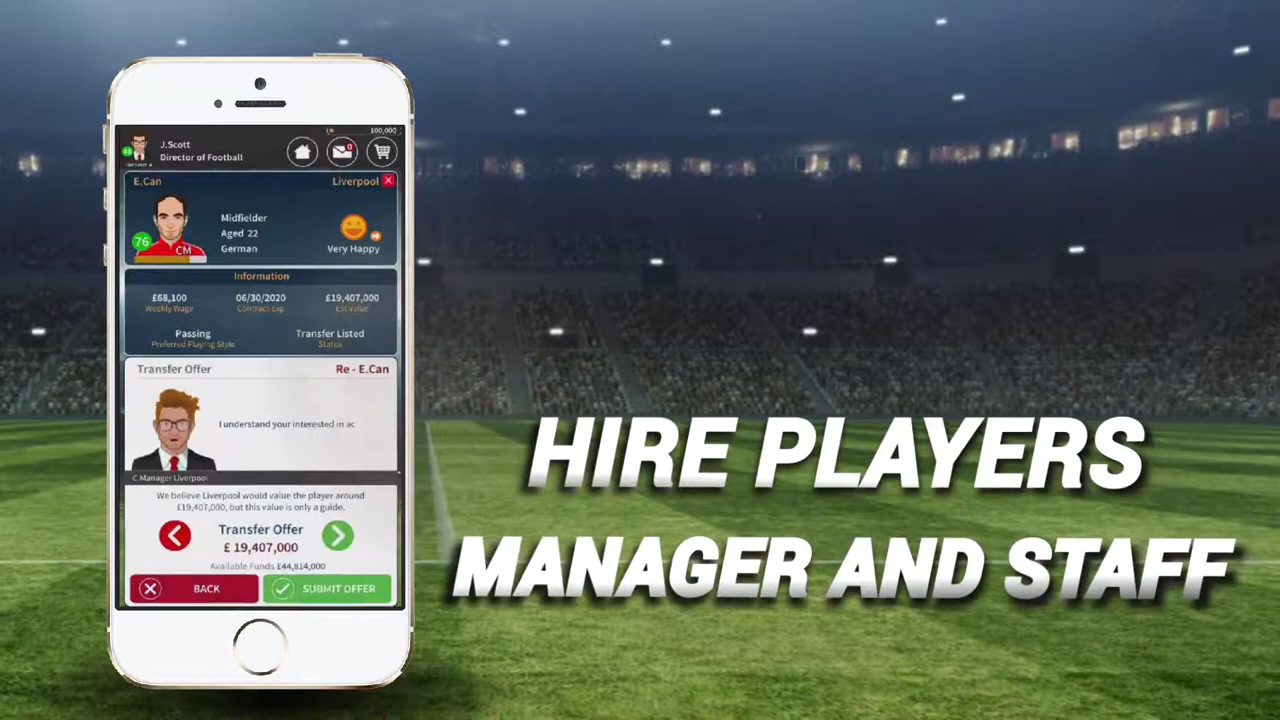 100,000
J.Scott
Director of Football
0
E.Can
Liverpool
Midfielder
Aged 22
German
76
CM
Very Happy
Information
£68,100
06/30/2020
£19,407,000
Weekly Wage
Contract Exp
Est Value
Passing
Transfer Listed
Preferred Playing Style
Status
Transfer Offer
Re - E.Can
I understand your interested in ac
C.Manager Liverpool
We believe Liverpool would value the player around
£19,407,000, but this value is only a guide.
Transfer Offer
£ 19,407,000
Available Funds £44,814,000
BACK
SUBMIT OFFER
HIRE PLAYERS
MANAGER AND STAFF